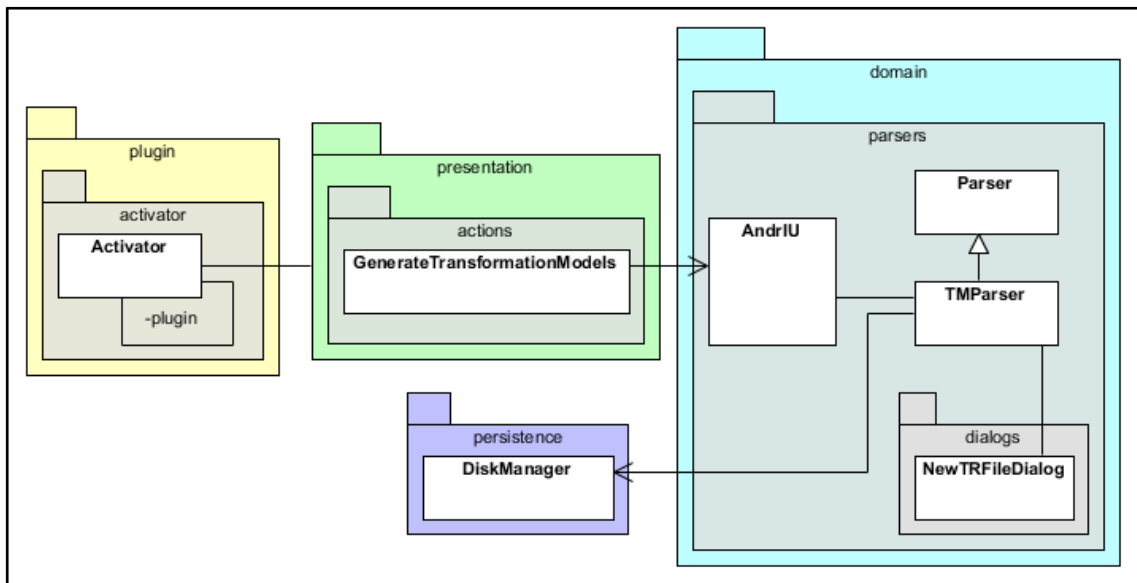 domain
parsers
plugin
presentation
Parser
activator
actions
Activator
GenerateTransformationModels
AndrIU
TMParser
-plugin
persistence
dialogs
DiskManager
NewTRFileDialog